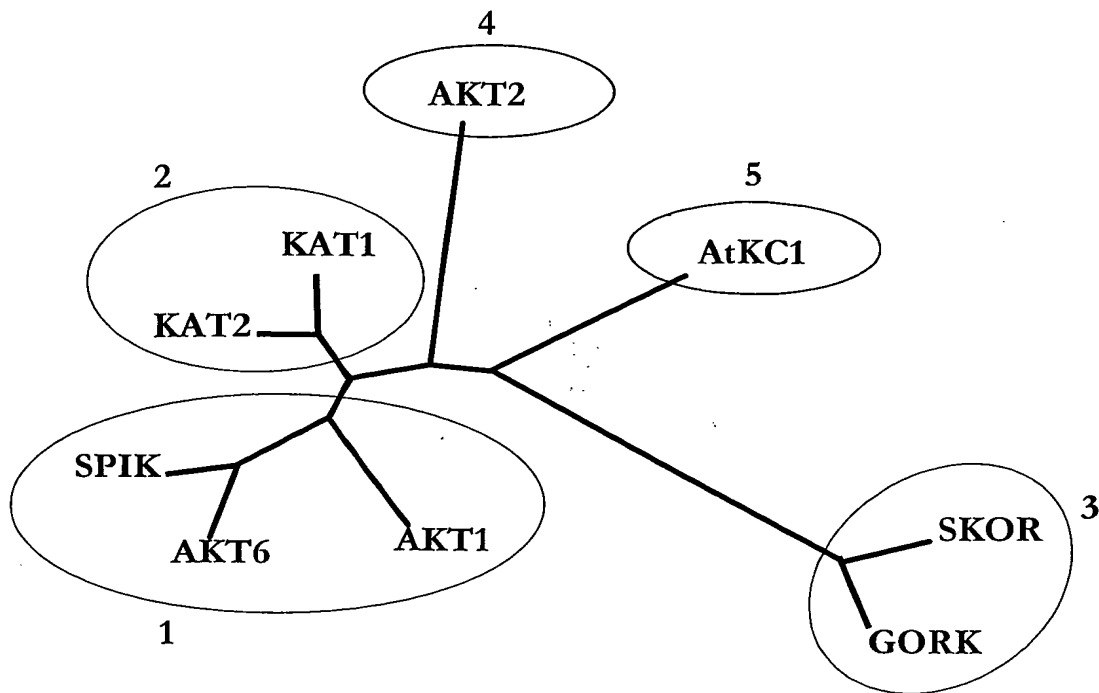 4
AKT2
2
5
KAT1
AtKC1
KAT2
SPIK
AKT6
AKT1
SKOR
3
GORK
1